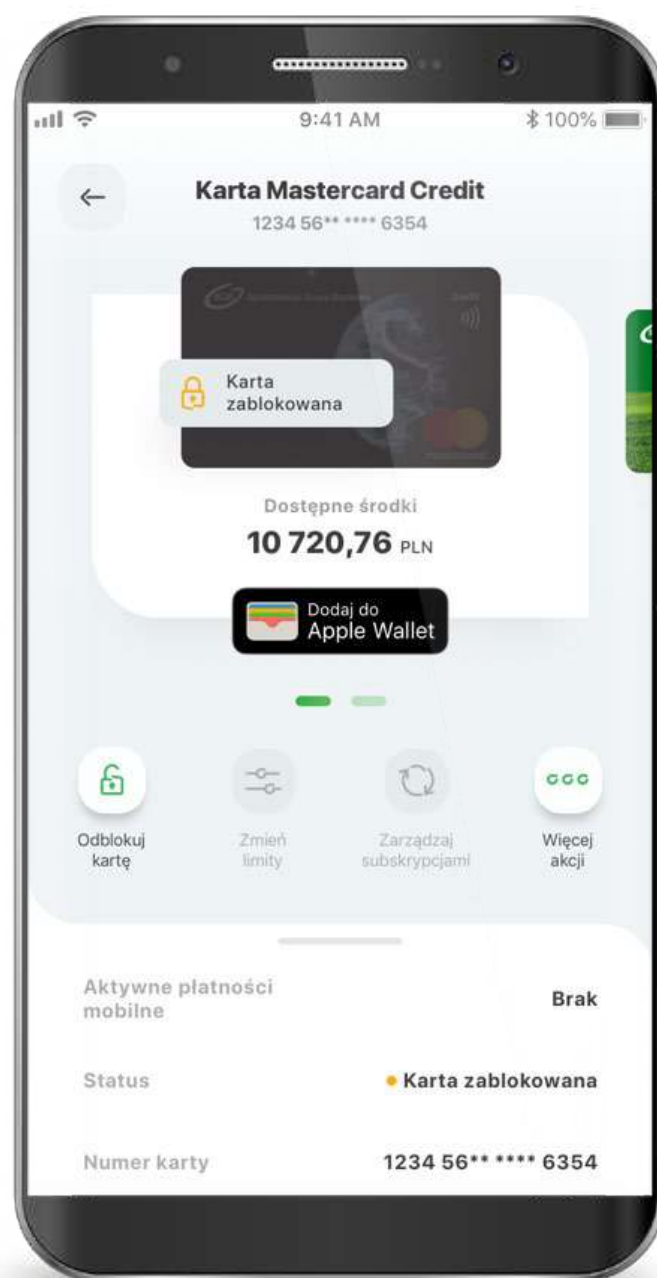 9:41 AM
100%
Karta Mastercard Credit
1234 56** **** 6354
Karta
zablokowana
Dostępne środki
10 720,76 PLN
Dodaj do
Apple Wallet
Odblokuj
kartę
Zmień
limity
Zarządzaj
subskrypcjami
Więcej
akcji
Aktywne płatności
mobilne
Brak
Status
Karta zablokowana
Numer karty
1234 56** **** 6354